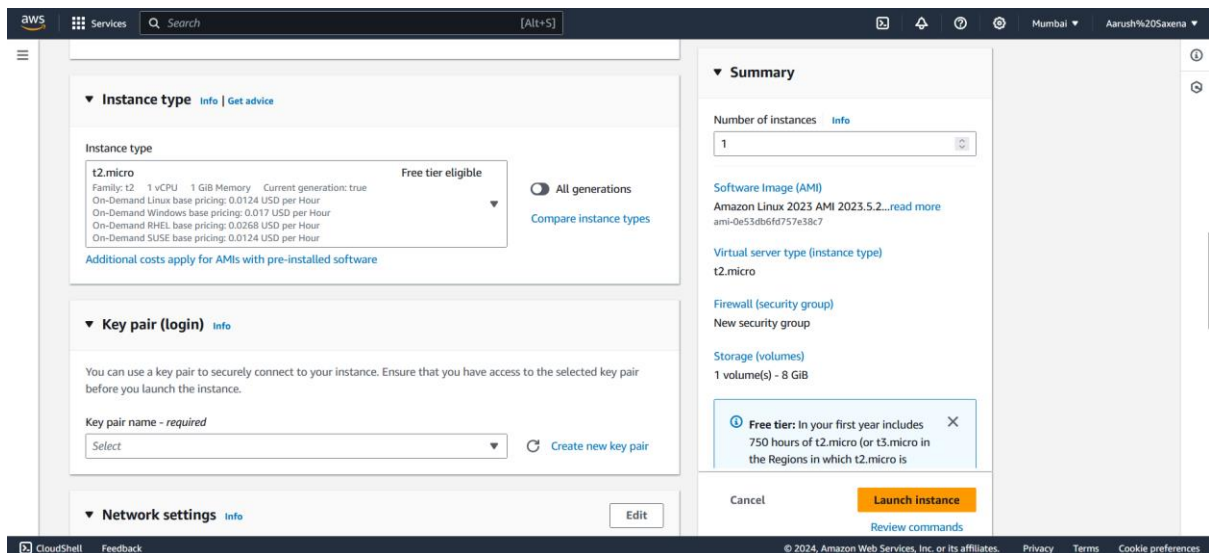 aws Services Search [Alt+S] Mumbai Aarush%20Saxena
Instance type Info | Get advice
Instance type
t2.micro Free tier eligible
Family: t2 1 vCPU 1 GiB Memory Current generation: true
On-Demand Linux base pricing: 0.0124 USD per Hour
On-Demand Windows base pricing: 0.017 USD per Hour
On-Demand RHEL base pricing: 0.0268 USD per Hour
On-Demand SUSE base pricing: 0.0124 USD per Hour
All generations
Compare instance types
Additional costs apply for AMIs with pre-installed software
Key pair (login) Info
You can use a key pair to securely connect to your instance. Ensure that you have access to the selected key pair
before you launch the instance.
Key pair name - required
Select
Create new key pair
Network settings Info
Edit
Summary
Number of instances Info
1
Software Image (AMI)
Amazon Linux 2023 AMI 2023.5.2...read more
ami-0e53db6fd757e38c7
Virtual server type (instance type)
t2.micro
Firewall (security group)
New security group
Storage (volumes)
1 volume(s) - 8 GiB
Free tier: In your first year includes
750 hours of t2.micro (or t3.micro in
the Regions in which t2.micro is
Cancel
Launch instance
Review commands
CloudShell Feedback © 2024, Amazon Web Services, Inc. or its affiliates. Privacy Terms Cookie preferences